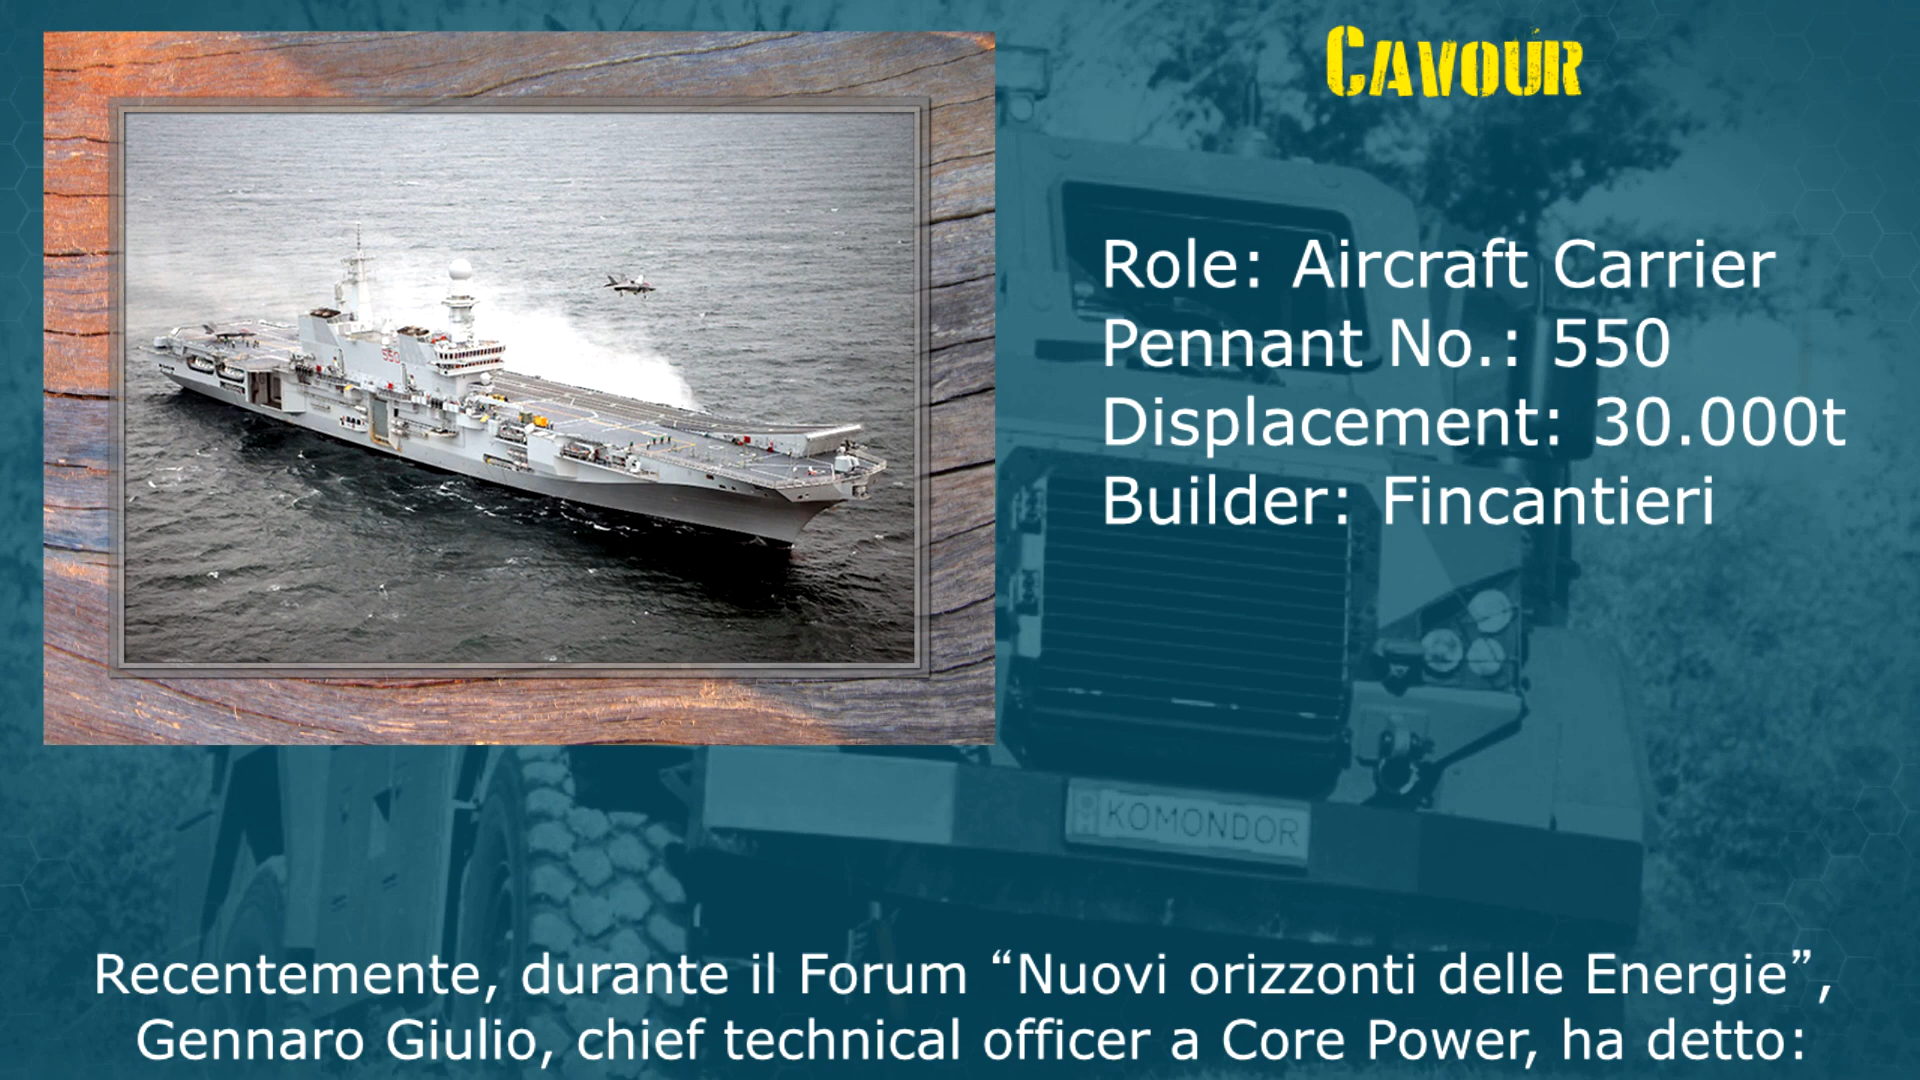 Cavour
550
Role: Aircraft Carrier
Pennant No.: 550
Displacement: 30.000t
Builder: Fincantieri
KOMONDOR
Recentemente, durante il Forum “Nuovi orizzonti delle Energie”,
Gennaro Giulio, chief technical officer a Core Power, ha detto: